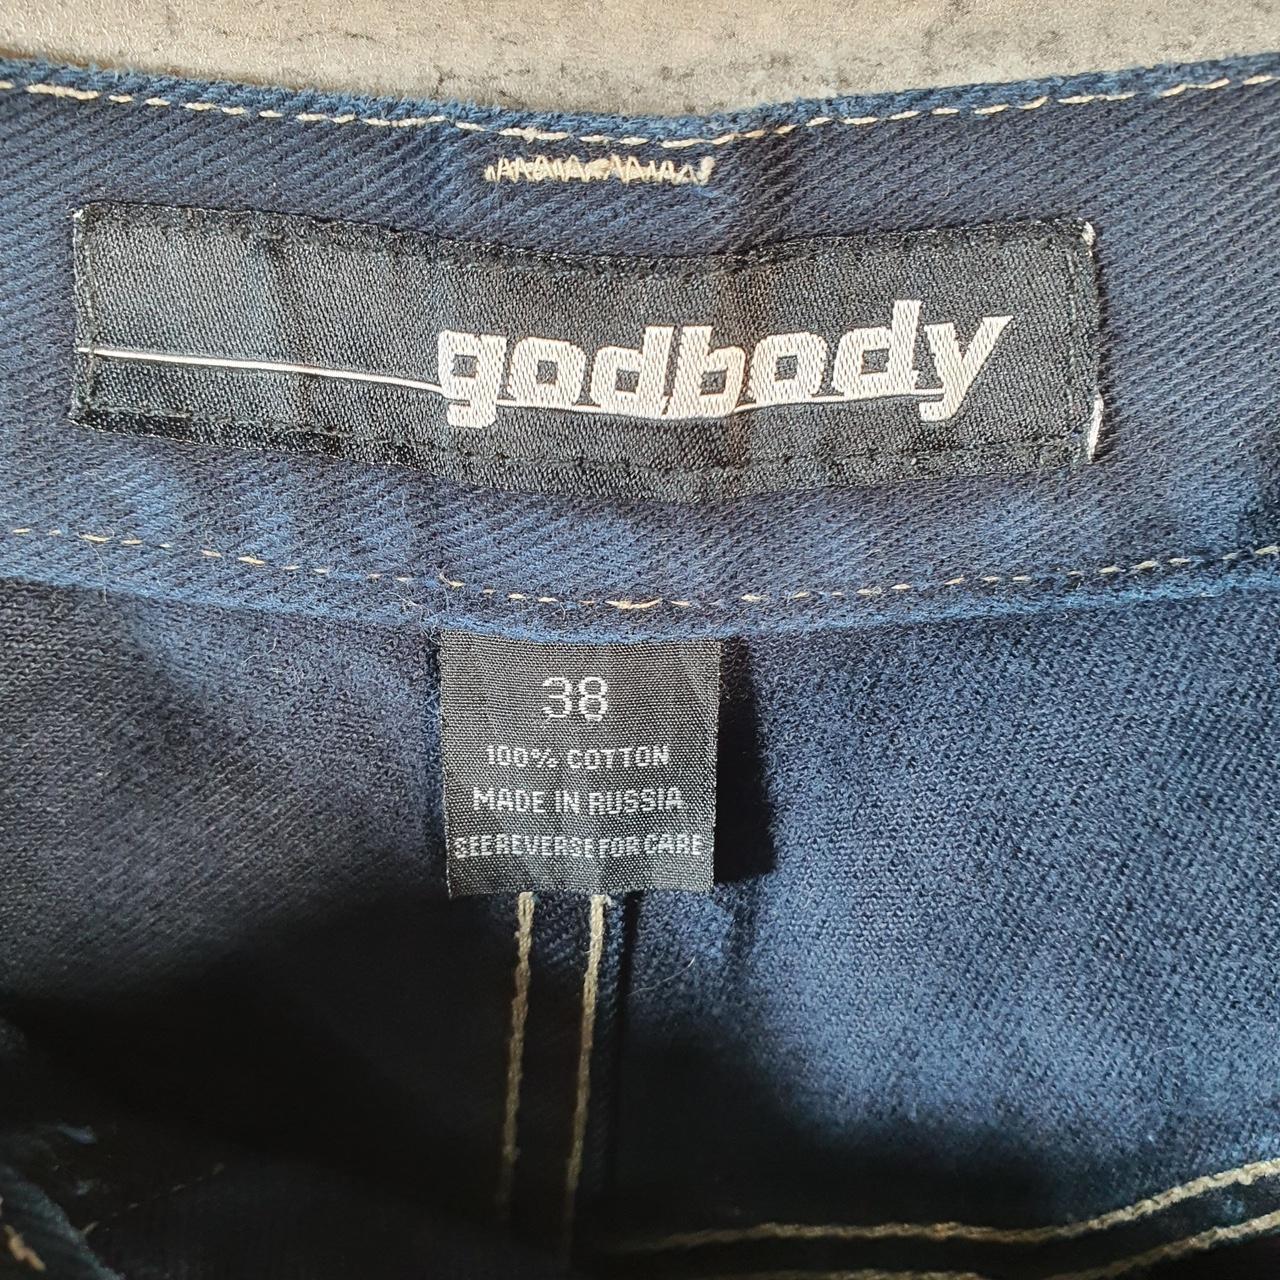 godbody
38
100% COTTON
MADE IN RUSSIA
SEE REVERSE FOR CARE